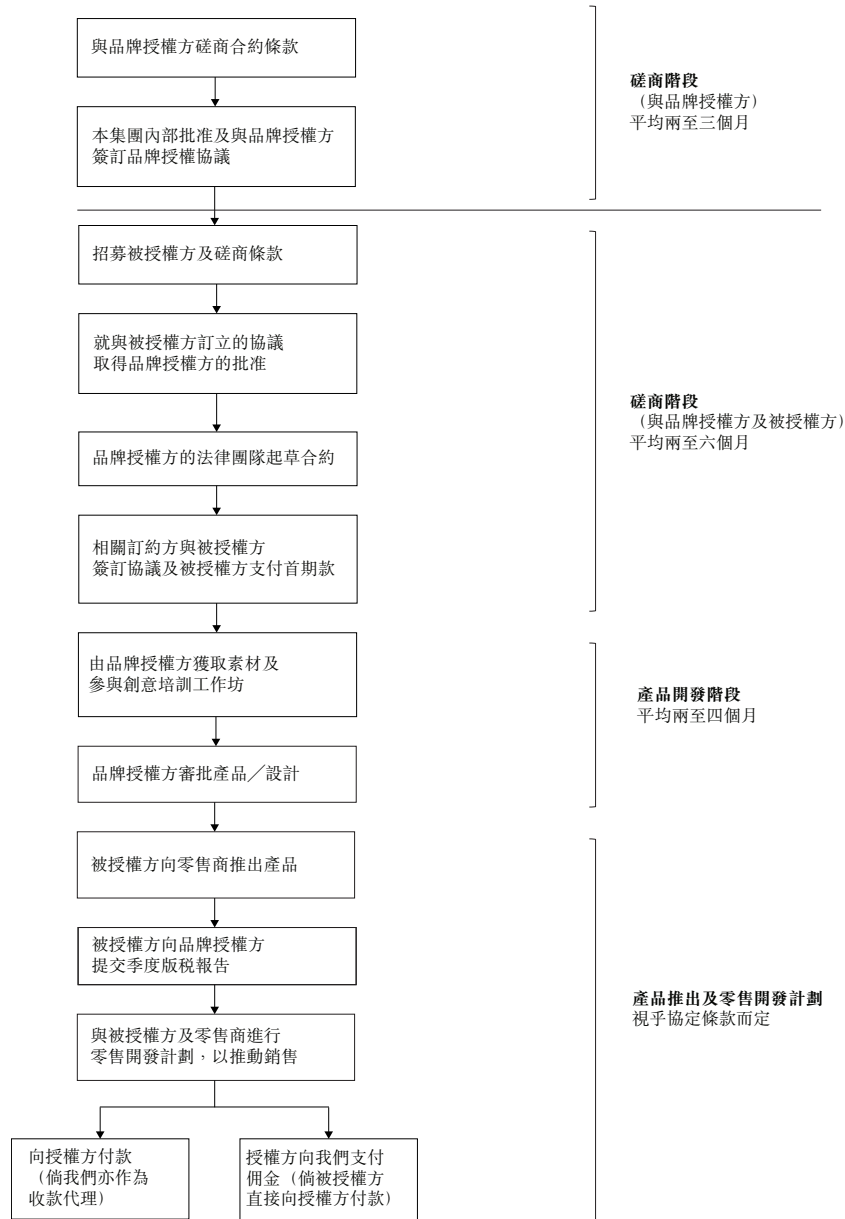 與品牌授權方磋商合約條款
磋商階段
（與品牌授權方）
平均兩至三個月
本集團內部批准及與品牌授權方
簽訂品牌授權協議
招募被授權方及磋商條款
就與被授權方訂立的協議
取得品牌授權方的批准
磋商階段
（與品牌授權方及被授權方）
平均兩至六個月
品牌授權方的法律團隊起草合約
相關訂約方與被授權方
簽訂協議及被授權方支付首期款
由品牌授權方獲取素材及
參與創意培訓工作坊
產品開發階段
平均兩至四個月
品牌授權方審批產品／設計
被授權方向零售商推出產品
被授權方向品牌授權方
提交季度版稅報告
產品推出及零售開發計劃
視乎協定條款而定
與被授權方及零售商進行
零售開發計劃，以推動銷售
向授權方付款
（倘我們亦作為
收款代理）
授權方向我們支付
佣金（倘被授權方
直接向授權方付款）